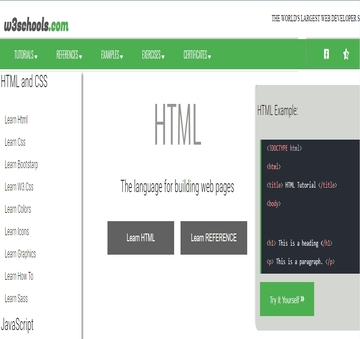 w3schools.com
THE WORLD'S LARGEST WEB DEVELOPER S
TUTORIALS REFERENCES EXAMPLES EXERCISES CERTIFICATES
HTML and CSS
Learn Html
Learn Css
Learn Bootstarp
Learn W3 Css
Learn Colors
Learn Icons
Learn Graphics
Learn How To
Learn Sass
JavaScript
HTML
The language for building web pages
Learn HTML
Learn REFERENCE
HTML Example:
<!DOCTYPE html>
<html>
<title> HTML Tutorial </title>
<body>
<h1> This is a heading </h1>
<p> This is a paragraph. </p>
Try it Yourself »